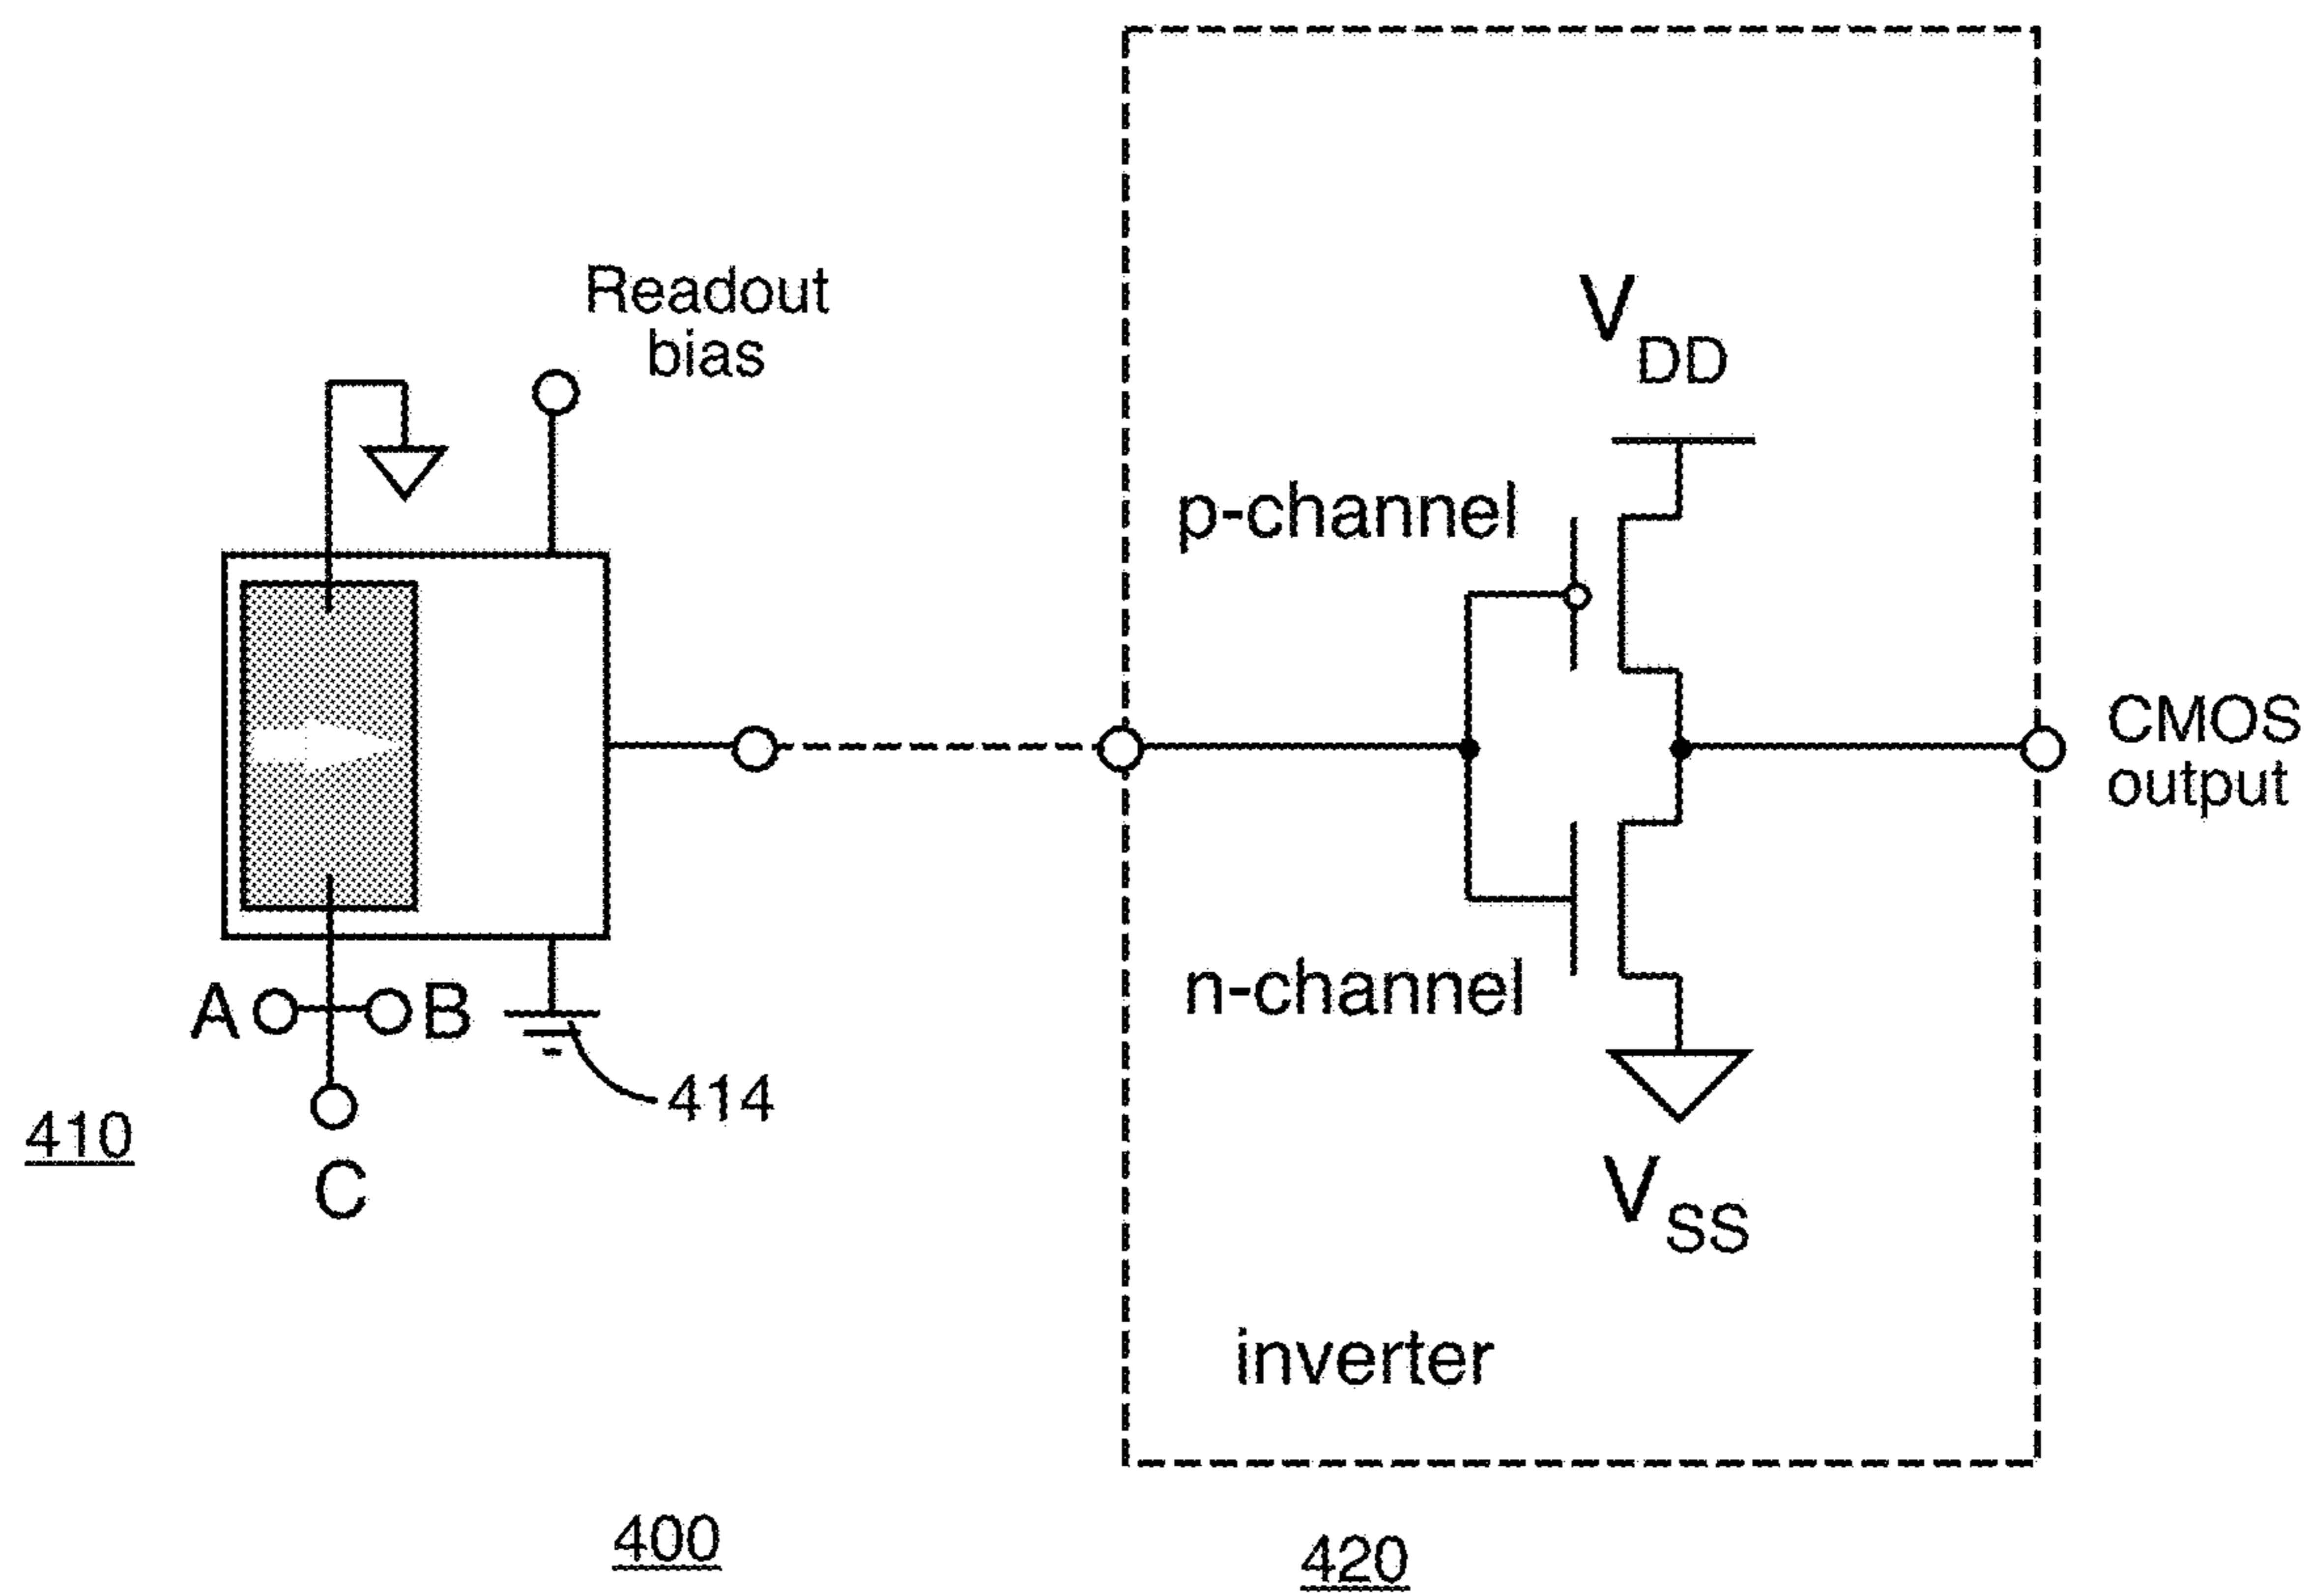 Readout
bias
V
DD
p-channel
CMOS
output
n-channel
A
B
414
410
C
V
SS
inverter
400
420